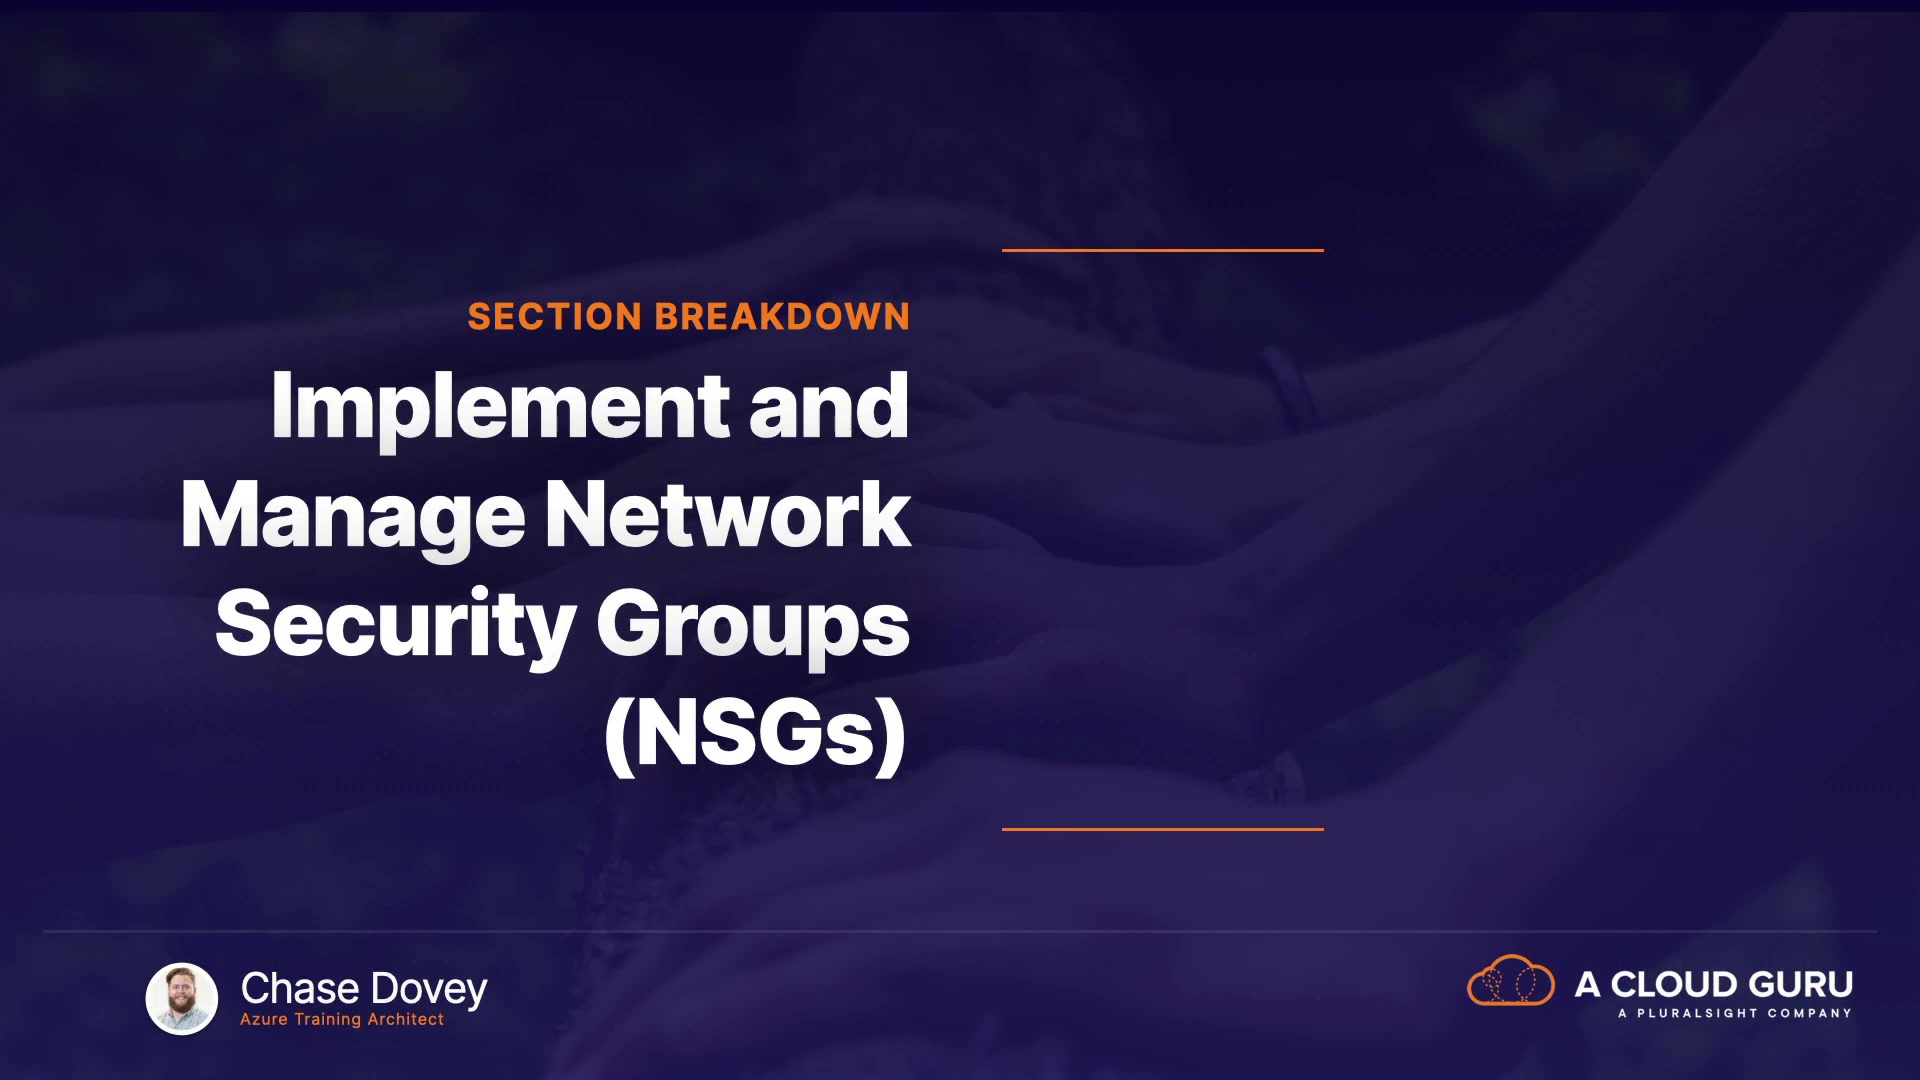 SECTION BREAKDOWN
Implement and
Manage Network
Security Groups
(NSGs)
Chase Dovey
Azure Training Architect
A CLOUD GURU
A PLURALSIGHT COMPANY